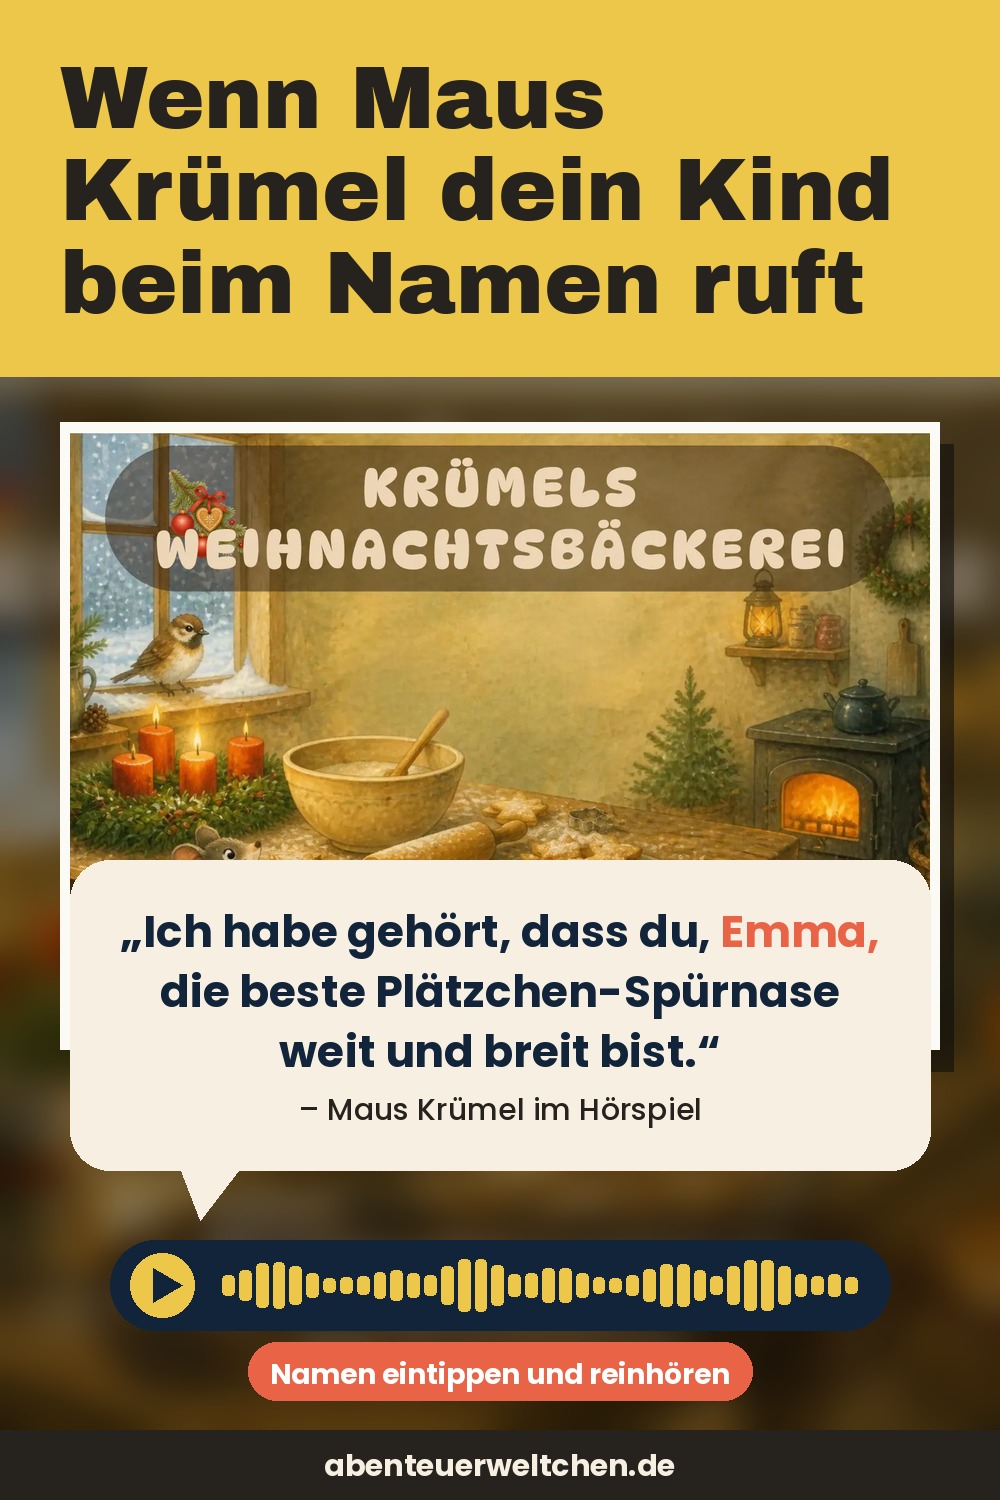 Wenn Maus
Krümel dein Kind
beim Namen ruft
KRÜMELS
WEIHNACHTSBÄCKEREI
„Ich habe gehört, dass du, Emma,
die beste Plätzchen-Spürnase
weit und breit bist.“
– Maus Krümel im Hörspiel
Namen eintippen und reinhören
abenteuerweltchen.de